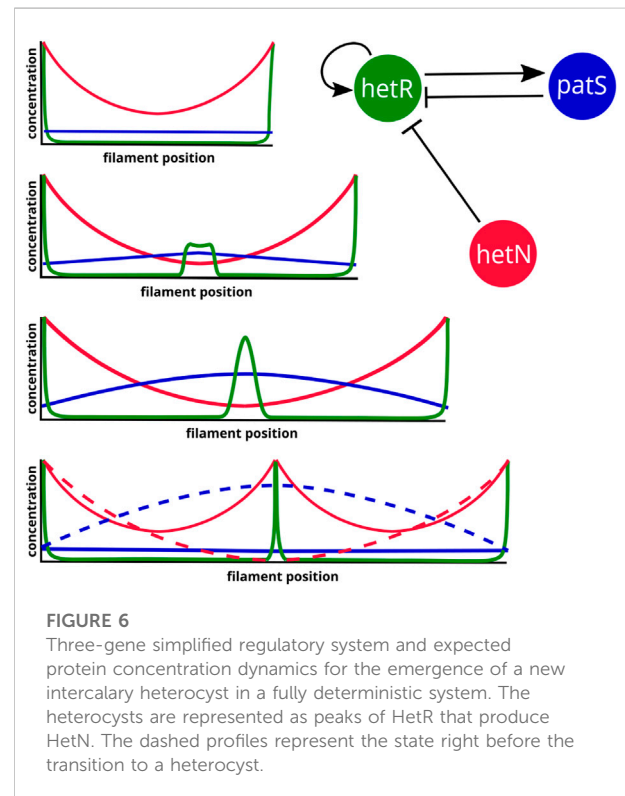 concentration
filament position
hetR
patS
hetN
concentration
filament position
concentration
filament position
concentration
filament position
FIGURE 6
Three-gene simplified regulatory system and expected
protein concentration dynamics for the emergence of a new
intercalary heterocyst in a fully deterministic system. The
heterocysts are represented as peaks of HetR that produce
HetN. The dashed profiles represent the state right before the
transition to a heterocyst.